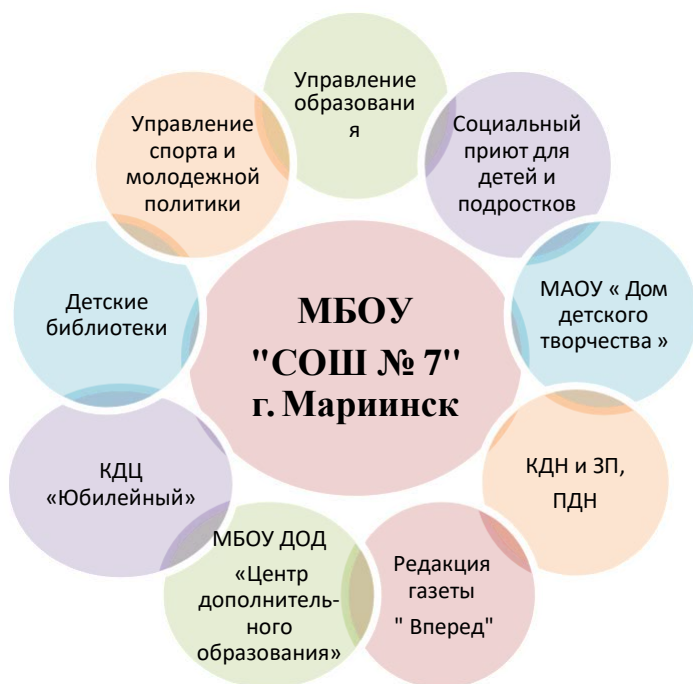 Управление
образовани
я
Социальный
приют для
детей и
подростков
МАОУ « Дом
детского
творчества »
КДН и ЗП,
ПДН
Редакция
газеты
" Вперед"
МБОУ ДОД
«Центр
дополнитель-
ного
образования»
КДЦ
«Юбилейный»
Детские
библиотеки
Управление
спорта и
молодежной
политики
МБОУ
"СОШ № 7"
г. Мариинск